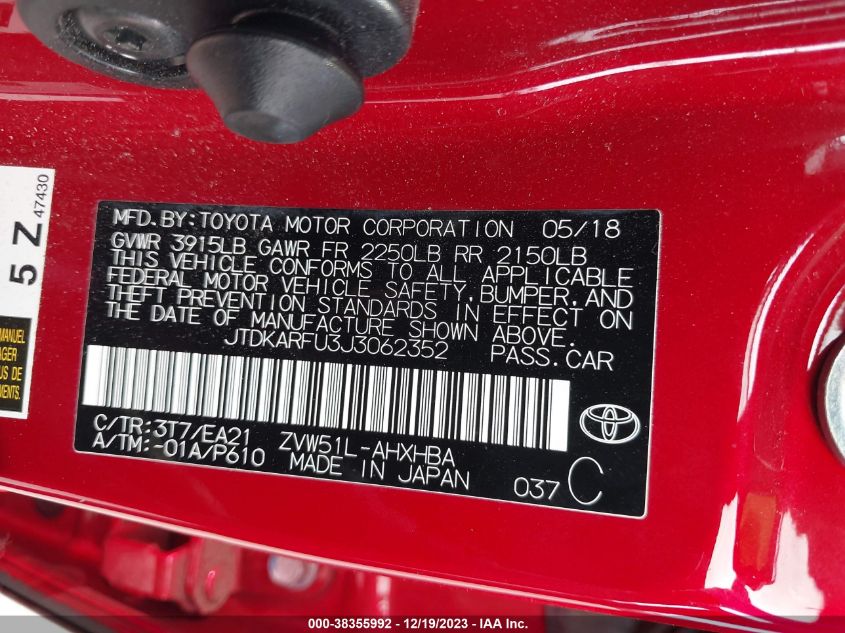 5 Z
47430
MANUEL
AGER
US DE
MENTS.
MFD.BY:TOYOTA MOTOR CORPORATION 05/18
GVWR 3915LB GAWR FR 2250LB RR 2150LB
THIS VEHICLE CONFORMS TO ALL APPLICABLE
FEDERAL MOTOR VEHICLE SAFETY,BUMPER,AND
THEFT PREVENTION STANDARDS IN EFFECT ON
THE DATE OF MANUFACTURE SHOWN ABOVE.
JTDKARFU3J3062352 PASS.CAR
C/TR:3T7/EA21 ZVW51L-AHXHBA
A/TM:-01A/P610 MADE IN JAPAN
037 C
000-38355992 - 12/19/2023 - IAA Inc.